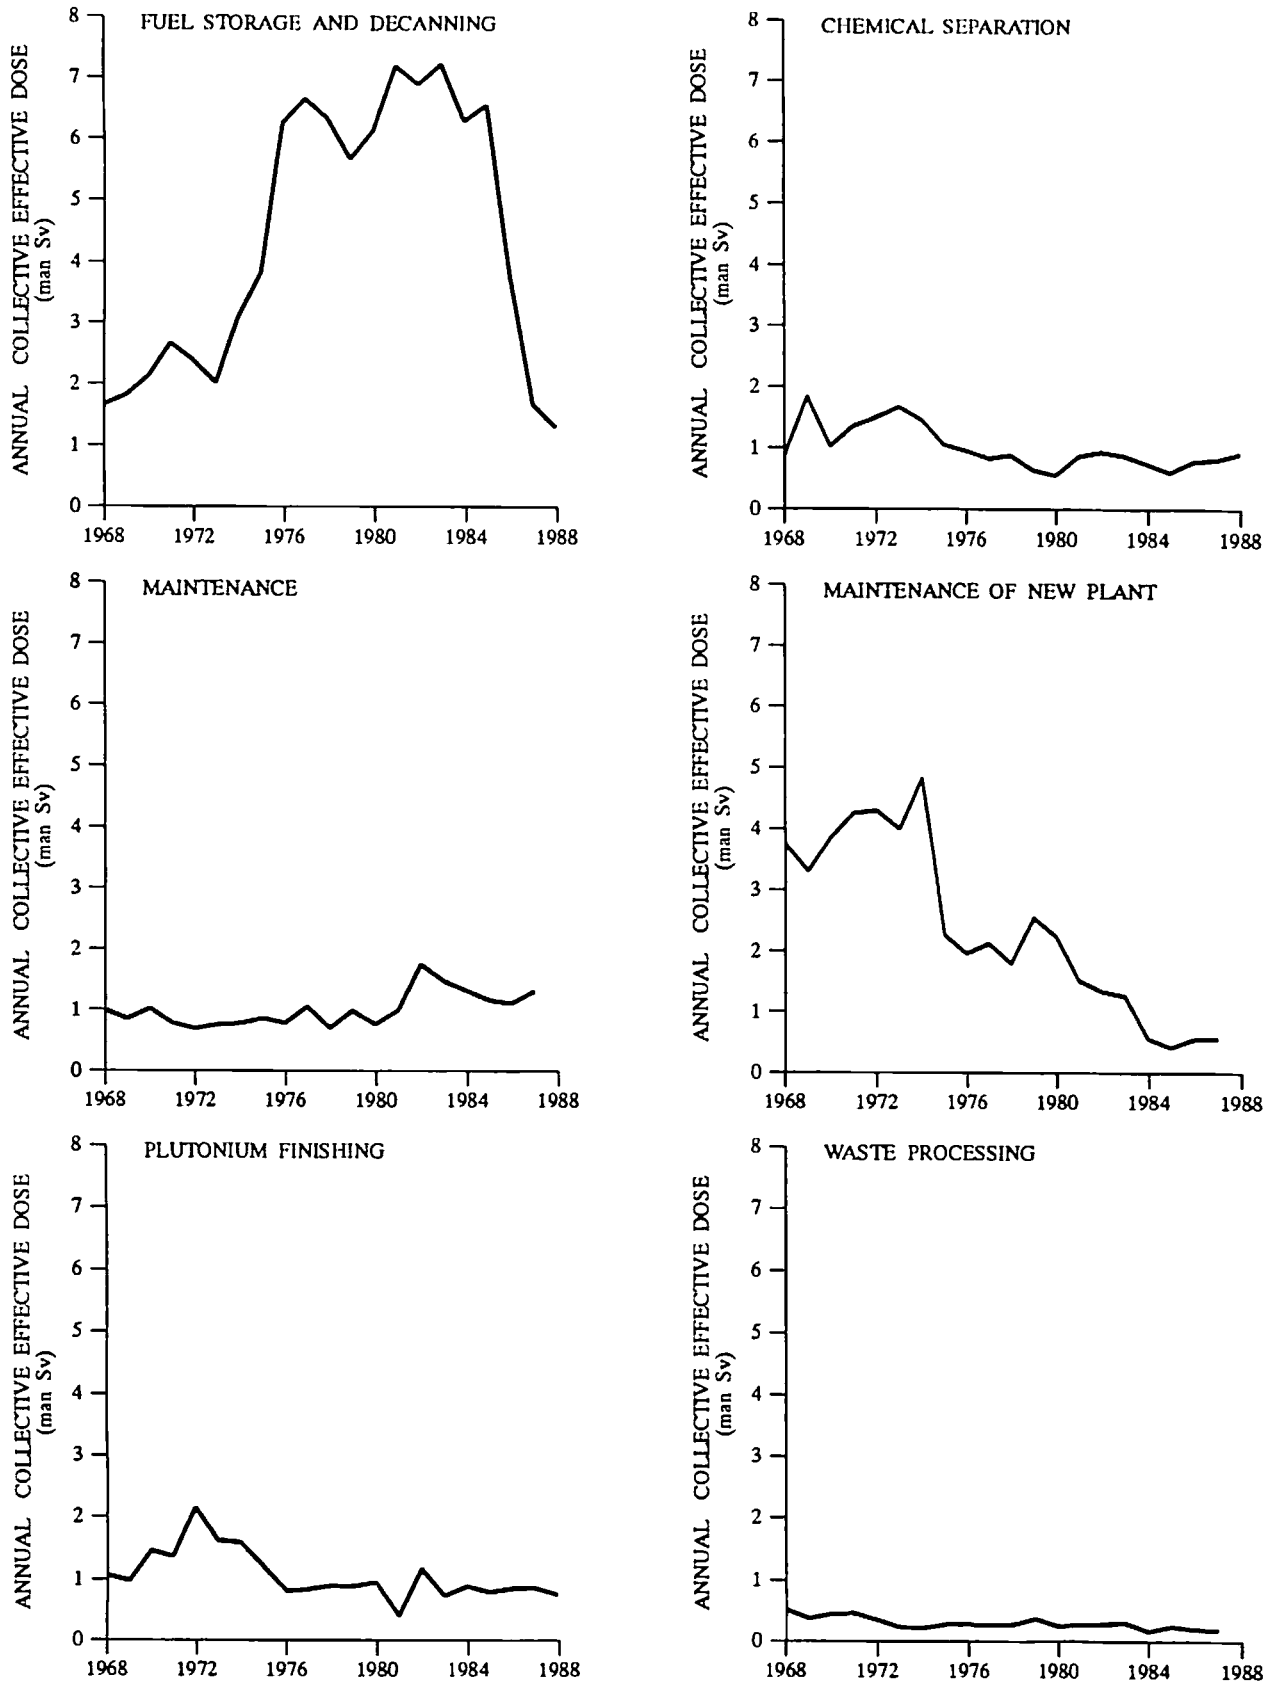 FUEL STORAGE AND DECANNING
ANNUAL COLLECTIVE EFFECTIVE DOSE
(man Sv)
8
7
6
5
4
3
2
1
0
1968 1972 1976 1980 1984 1988
CHEMICAL SEPARATION
ANNUAL COLLECTIVE EFFECTIVE DOSE
(man Sv)
8
7
6
5
4
3
2
1
0
1968 1972 1976 1980 1984 1988
MAINTENANCE
ANNUAL COLLECTIVE EFFECTIVE DOSE
(man Sv)
8
7
6
5
4
3
2
1
0
1968 1972 1976 1980 1984 1988
MAINTENANCE OF NEW PLANT
ANNUAL COLLECTIVE EFFECTIVE DOSE
(man Sv)
8
7
6
5
4
3
2
1
0
1968 1972 1976 1980 1984 1988
PLUTONIUM FINISHING
ANNUAL COLLECTIVE EFFECTIVE DOSE
(man Sv)
8
7
6
5
4
3
2
1
0
1968 1972 1976 1980 1984 1988
WASTE PROCESSING
ANNUAL COLLECTIVE EFFECTIVE DOSE
(man Sv)
8
7
6
5
4
3
2
1
0
1968 1972 1976 1980 1984 1988